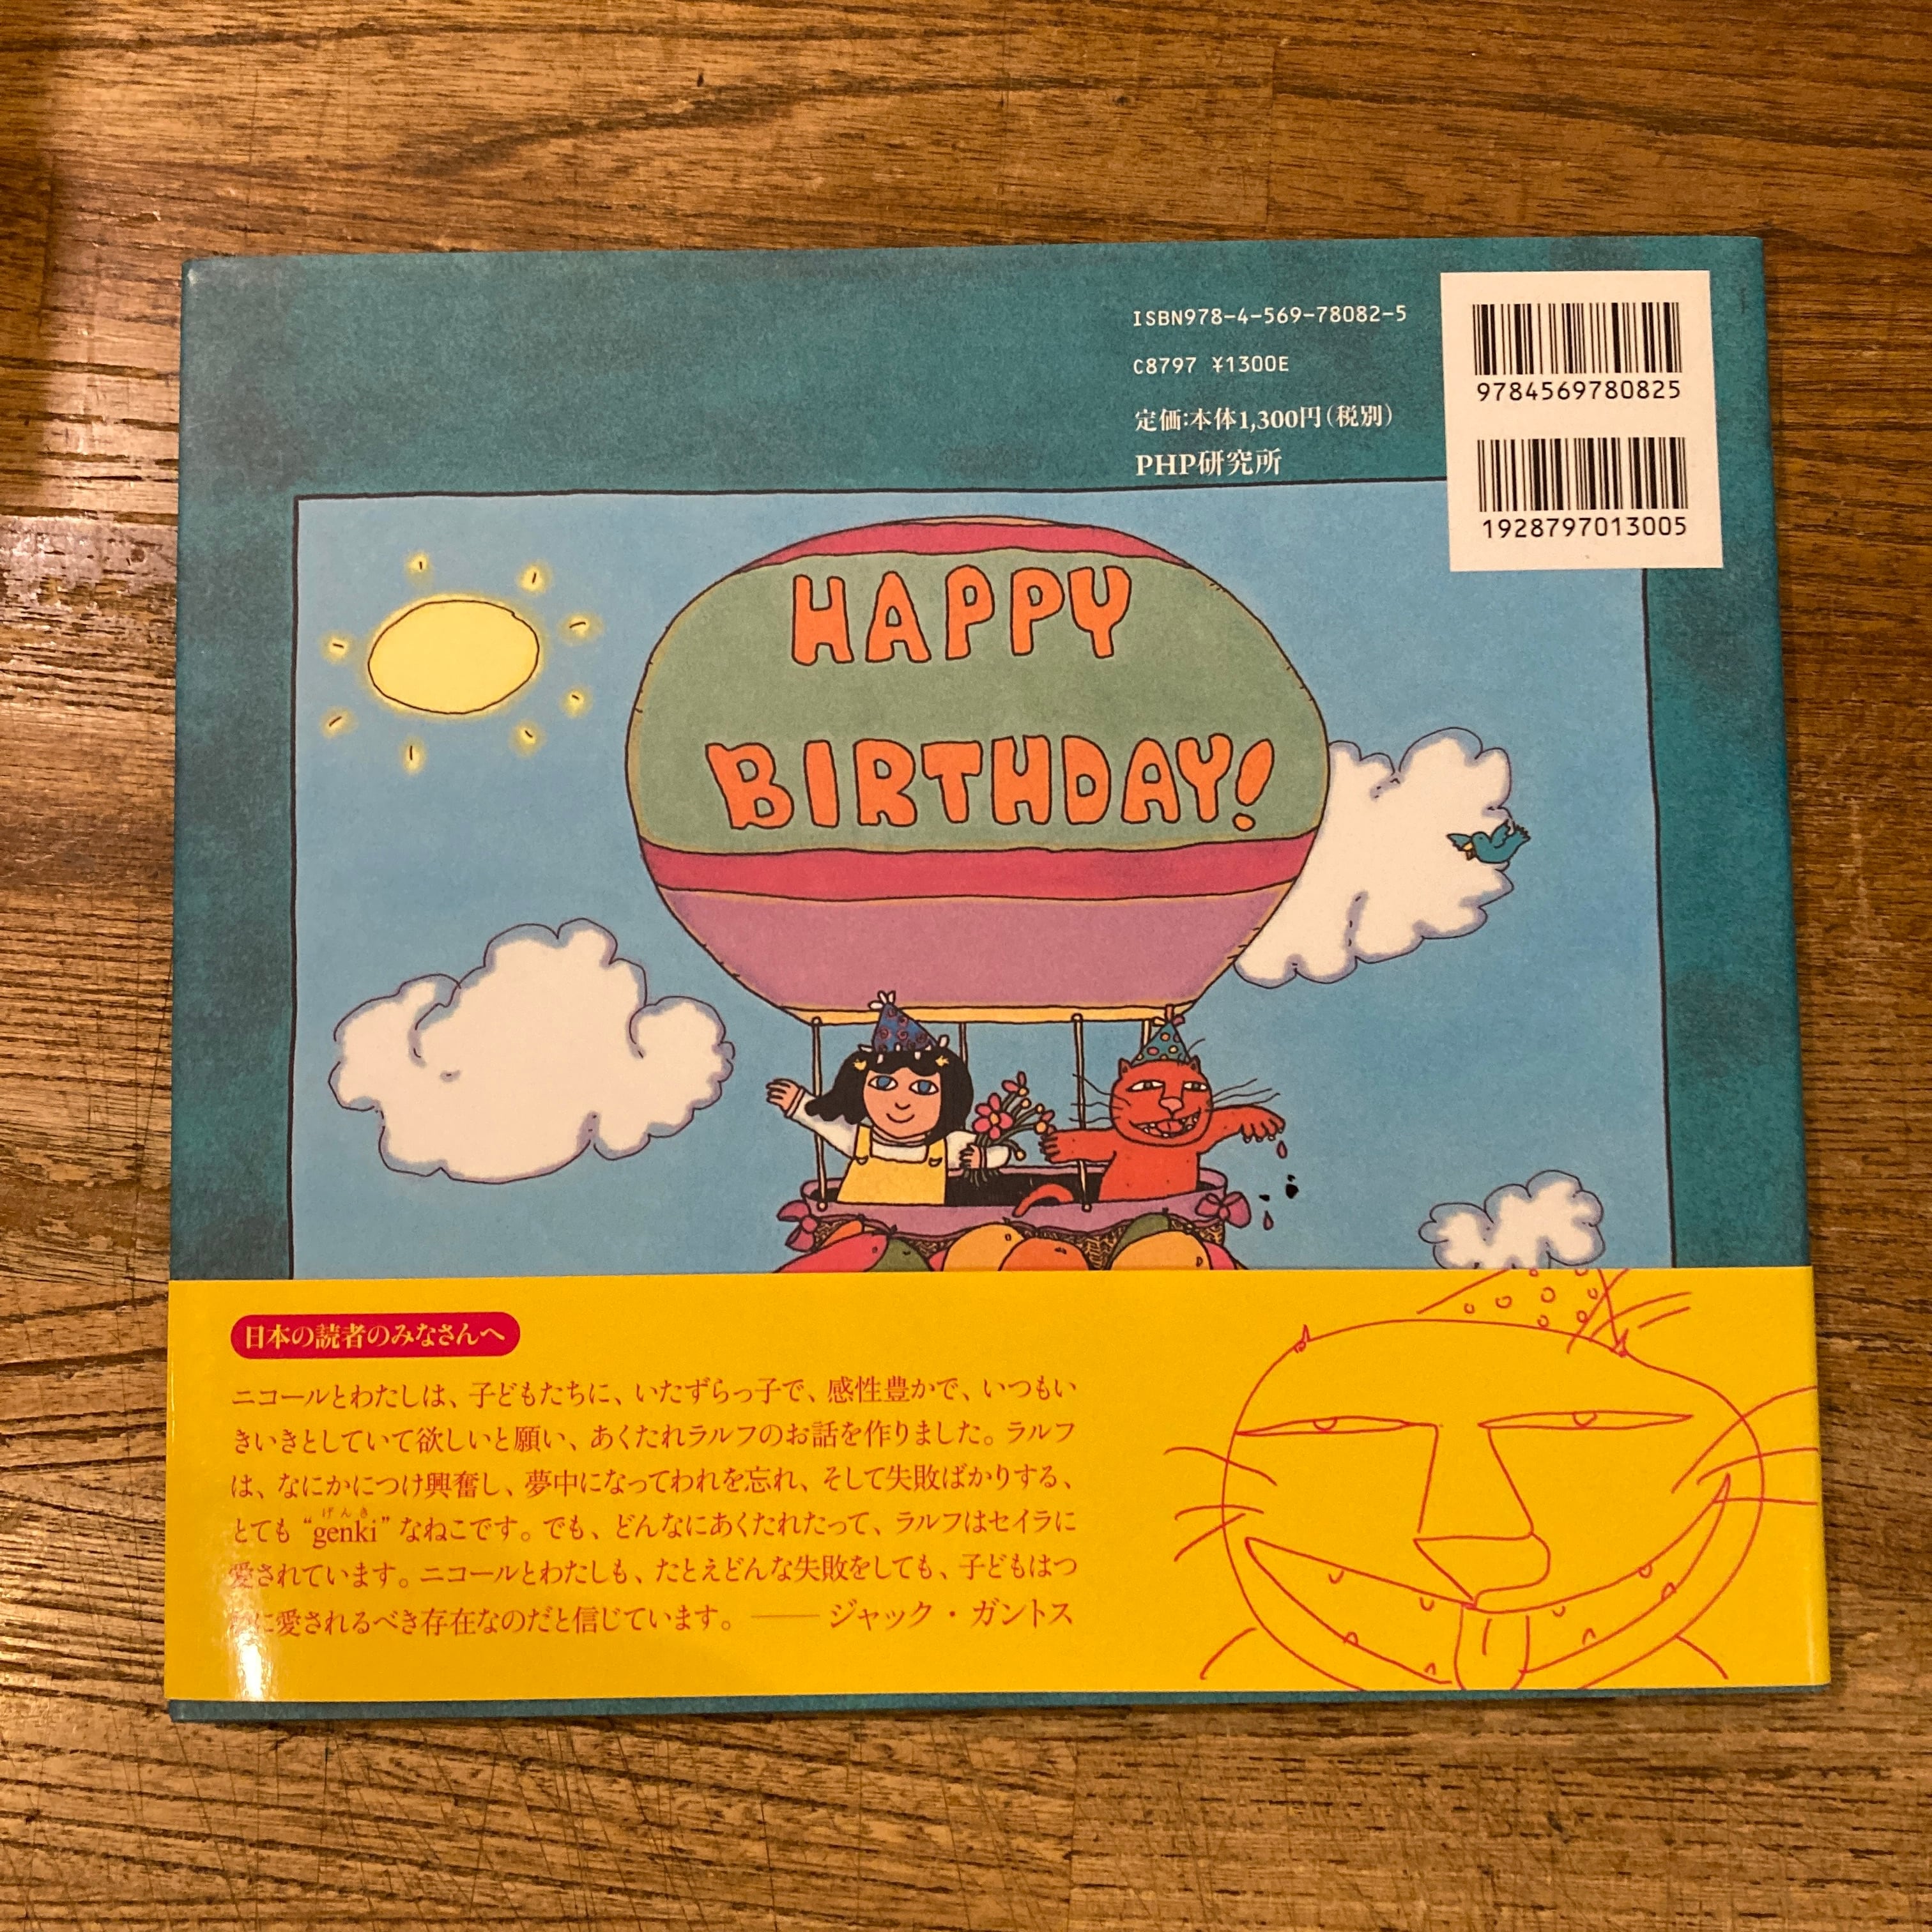 ISBN978-4-569-78082-5
C8797 ¥1300E
定価:本体1,300円(税別)
PHP研究所
9784569780825
1928797013005
HAPPY
BIRTHDAY!
日本の読者のみなさんへ
ニコールとわたしは、子どもたちに、いたずらっ子で、感性豊かで、いつもい
きいきとしていて欲しいと願い、あくたれラルフのお話を作りました。ラルフ
は、なにかにつけ興奮し、夢中になってわれを忘れ、そして失敗ばかりする、
げんき
とても“genki”なねこです。でも、どんなにあくたれたって、ラルフはセイラに
愛されています。ニコールとわたしも、たとえどんな失敗をしても、子どもはつ
に愛されるべき存在なのだと信じています。――ジャック・ガントス